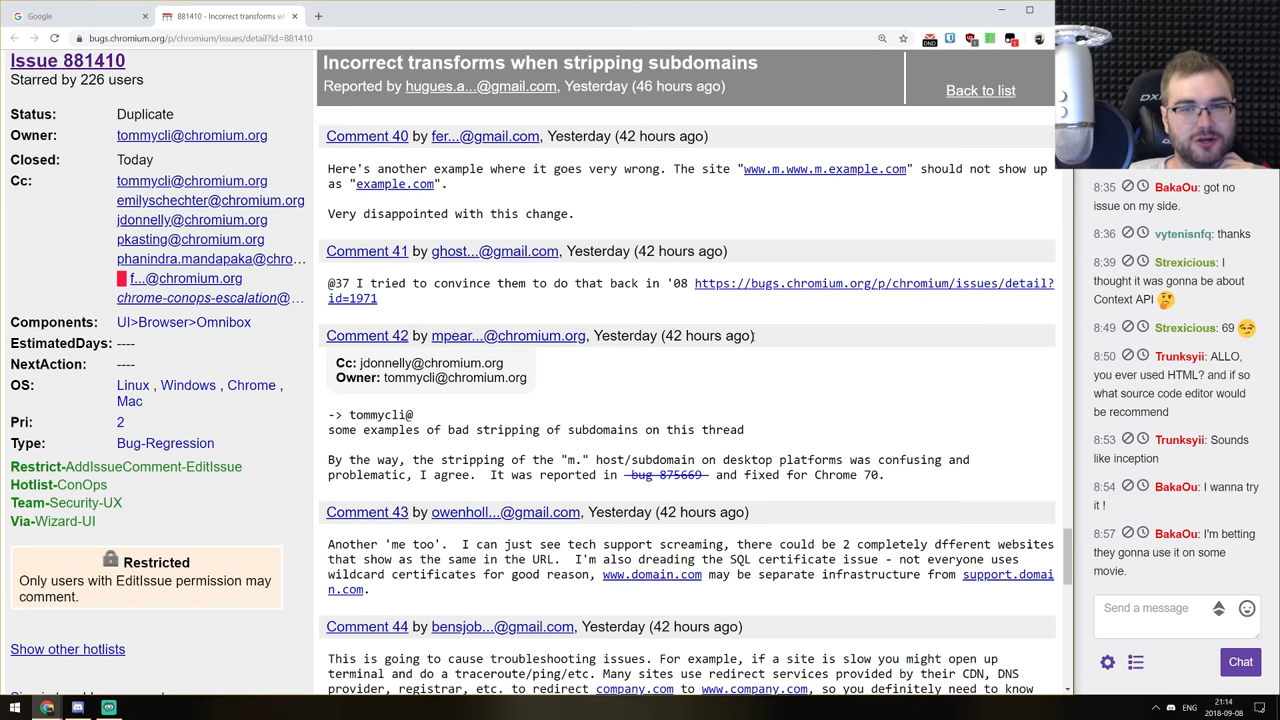 Google
881410 - Incorrect transforms w
bugs.chromium.org/p/chromium/issues/detail?id=881410
DND
Issue 881410
Starred by 226 users
Status: Duplicate
Owner: tommycli@chromium.org
Closed: Today
Cc: tommycli@chromium.org
emilyschechter@chromium.org
jdonnelly@chromium.org
pkasting@chromium.org
phanindra.mandapaka@chro...
f...@chromium.org
chrome-conops-escalation@...
Components: UI>Browser>Omnibox
EstimatedDays: ----
NextAction: ----
OS: Linux , Windows , Chrome ,
Mac
Pri: 2
Type: Bug-Regression
Restrict-AddIssueComment-EditIssue
Hotlist-ConOps
Team-Security-UX
Via-Wizard-UI
Restricted
Only users with EditIssue permission may
comment.
Show other hotlists
Incorrect transforms when stripping subdomains
Reported by hugues.a...@gmail.com, Yesterday (46 hours ago)
Back to list
Comment 40 by fer...@gmail.com, Yesterday (42 hours ago)
Here's another example where it goes very wrong. The site "www.m.www.m.example.com" should not show up
as "example.com".
Very disappointed with this change.
Comment 41 by ghost...@gmail.com, Yesterday (42 hours ago)
@37 I tried to convince them to do that back in '08 https://bugs.chromium.org/p/chromium/issues/detail?
id=1971
Comment 42 by mpear...@chromium.org, Yesterday (42 hours ago)
Cc: jdonnelly@chromium.org
Owner: tommycli@chromium.org
-> tommycli@
some examples of bad stripping of subdomains on this thread
By the way, the stripping of the "m." host/subdomain on desktop platforms was confusing and
problematic, I agree.  It was reported in bug 875669 and fixed for Chrome 70.
Comment 43 by owenholl...@gmail.com, Yesterday (42 hours ago)
Another 'me too'.  I can just see tech support screaming, there could be 2 completely dfferent websites
that show as the same in the URL.  I'm also dreading the SQL certificate issue - not everyone uses
wildcard certificates for good reason, www.domain.com may be separate infrastructure from support.domai
n.com.
Comment 44 by bensjob...@gmail.com, Yesterday (42 hours ago)
This is going to cause troubleshooting issues. For example, if a site is slow you might open up
terminal and do a traceroute/ping/etc. Many sites use redirect services provided by their CDN, DNS
provider, registrar, etc. to redirect company.com to www.company.com, so you definitely need to know
DXR
8:35 BakaOu: got no
issue on my side.
8:36 vytenisnfq: thanks
8:39 Strexicious: I
thought it was gonna be about
Context API
8:49 Strexicious: 69
8:50 Trunksyii: ALLO,
you ever used HTML? and if so
what source code editor would
be recommend
8:53 Trunksyii: Sounds
like inception
8:54 BakaOu: I wanna try
it !
8:57 BakaOu: I'm betting
they gonna use it on some
movie.
Send a message
Chat
ENG
21:14
2018-09-08